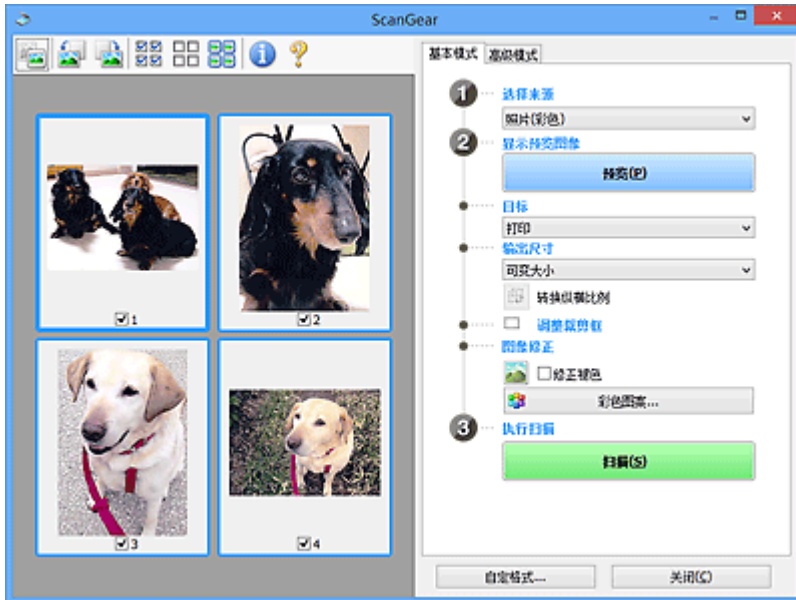 ScanGear
基本模式 高级模式
1 选择来源
照片(彩色)
2 显示预览图像
预览(P)
目标
打印
输出尺寸
可变大小
转换纵横比例
调整裁剪框
图像修正
修正褪色
彩色图案...
3 执行扫描
扫描(S)
1
2
3
4
自定格式...
关闭(C)